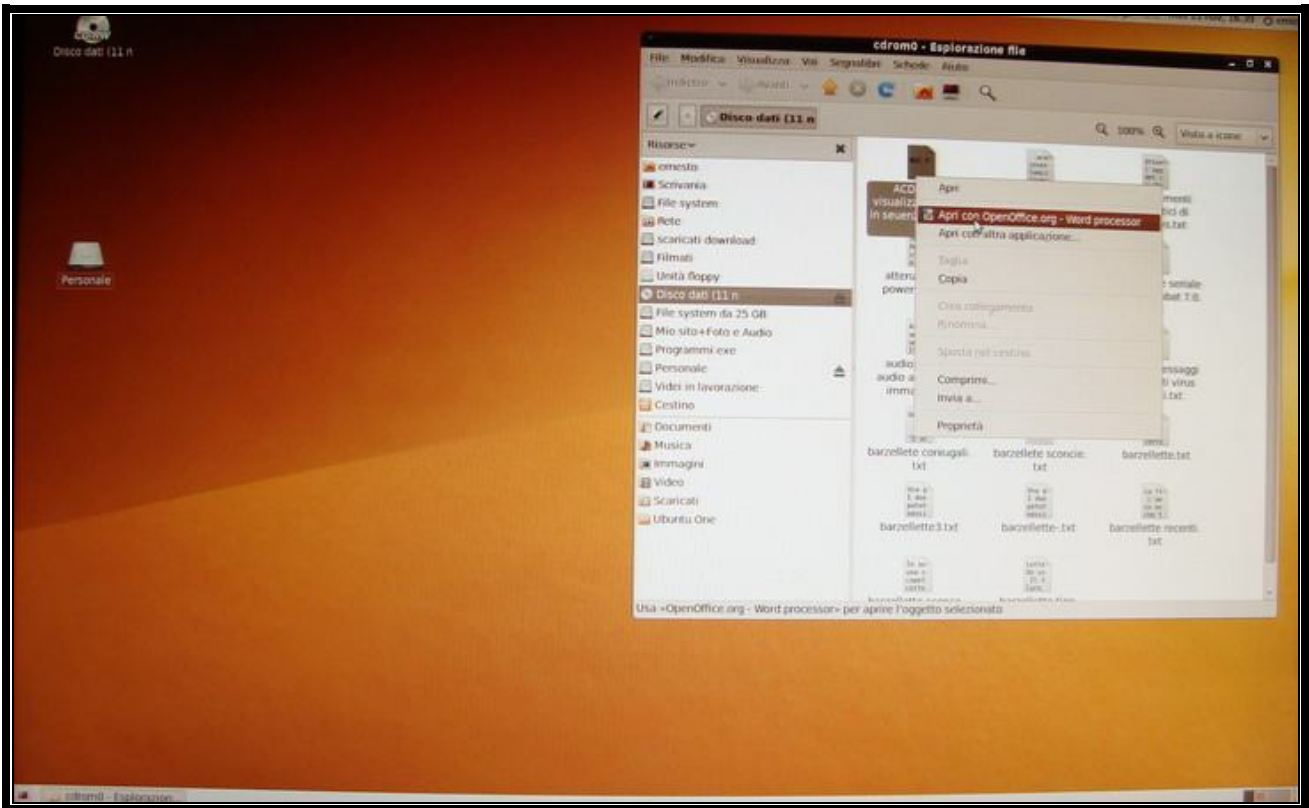 Disco dati (11 n
Personale
cdrom0 - Esplorazione file
File Modifica Visualizza Vai Segnalibri Schede Aiuto
Indietro Avanti
Disco dati (11 n
100% Vista a icone
Risorse
ernesto
Scrivania
File system
Rete
scaricati download
Filmati
Unità floppy
Disco dati (11 n
File system da 25 GB
Mio sito+Foto e Audio
Programmi exe
Personale
Videi in lavorazione
Cestino
Documenti
Musica
Immagini
Video
Scaricati
Ubuntu One
Apri
Apri con OpenOffice.org - Word processor
Apri con altra applicazione...
Taglia
Copia
Crea collegamento
Rinomina...
Sposta nel cestino
Comprimi...
Invia a...
Proprietà
barzellete coniugali.
txt
barzellete sconcie.
txt
barzellette.txt
barzellette3.txt
barzellette-.txt
barzellette recenti.
txt
Usa «OpenOffice.org - Word processor» per aprire l'oggetto selezionato
cdrom0 - Esplorazion...